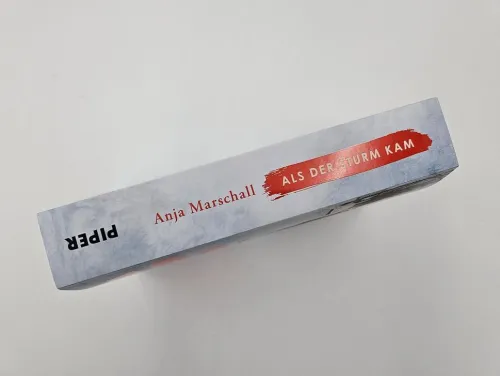 Anja Marschall
ALS DER STURM KAM
PIPER